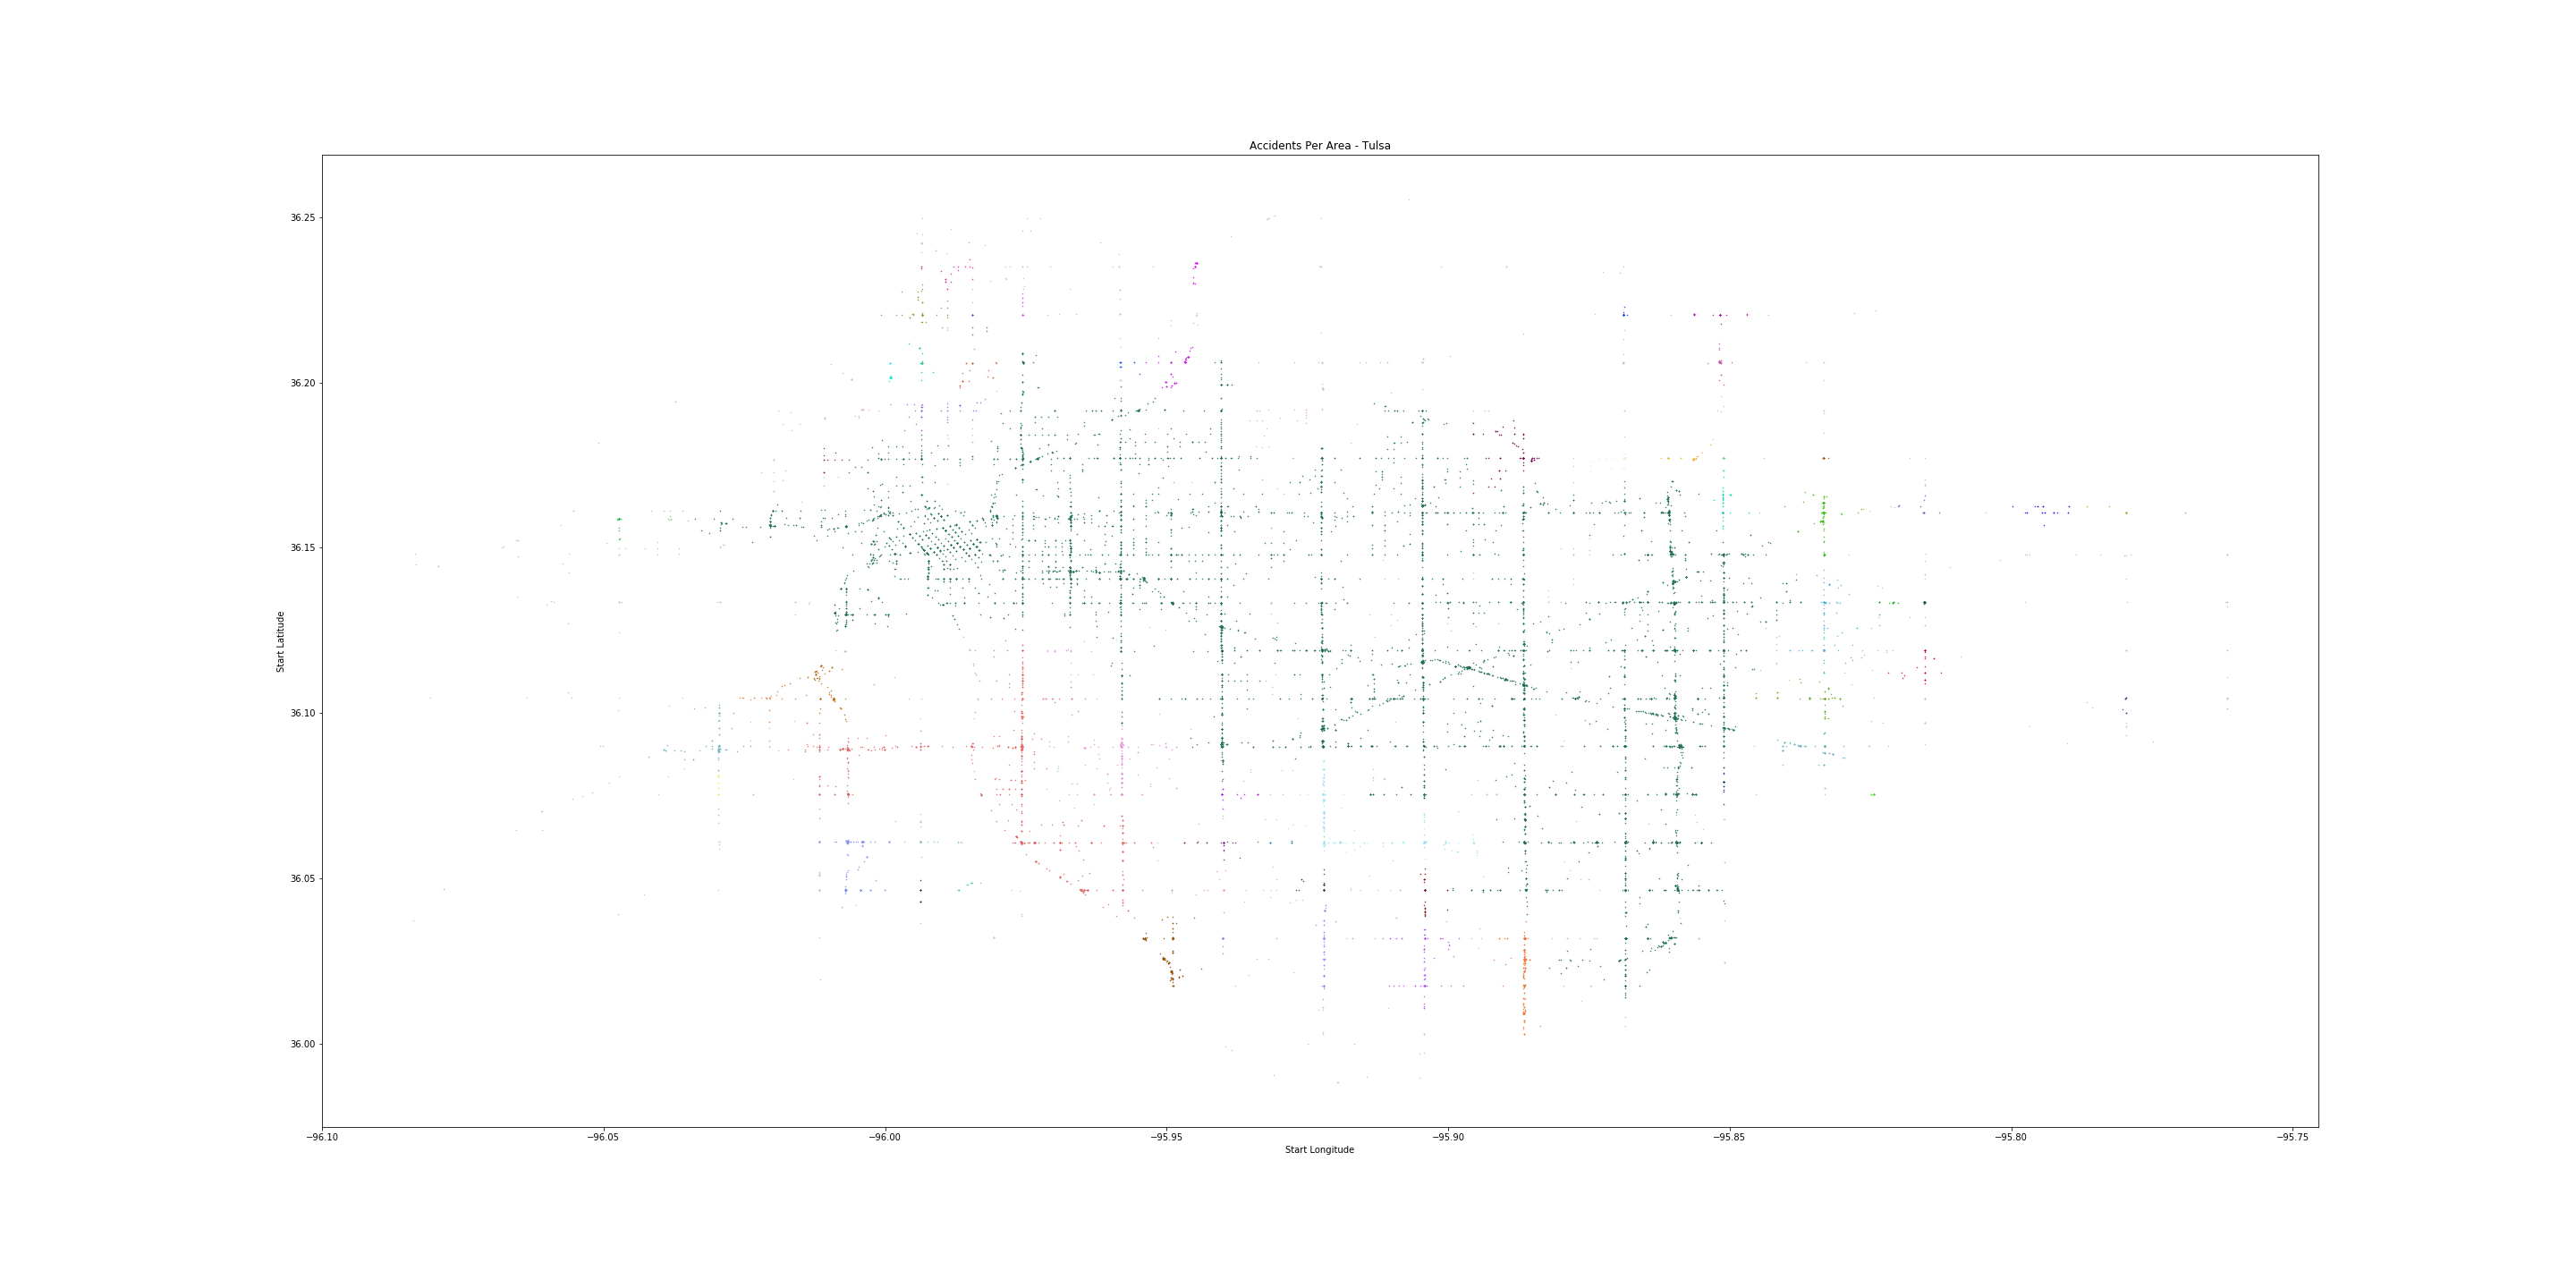 Accidents Per Area - Tulsa
Start Latitude
36.25
36.20
36.15
36.10
36.05
36.00
−96.10 −96.05 −96.00 −95.95 −95.90 −95.85 −95.80 −95.75
Start Longitude